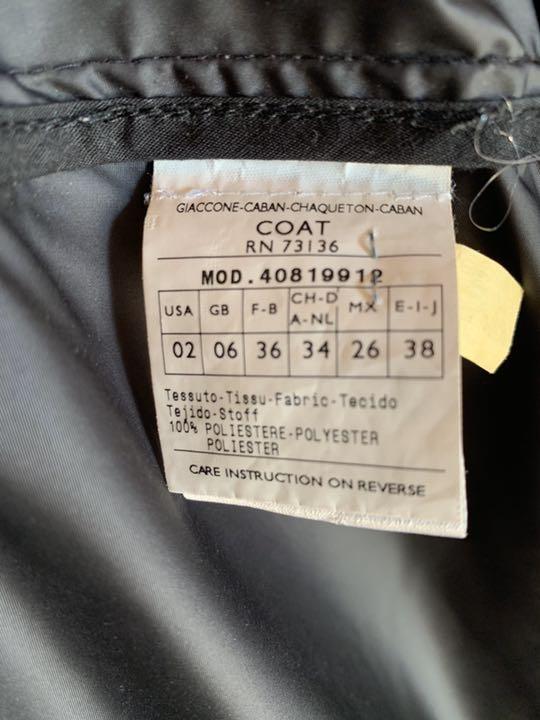 GIACCONE-CABAN-CHAQUETON-CABAN
COAT
RN 73136
MOD.40819912
USA GB F-B CH-D A-NL MX E-I-J
02 06 36 34 26 38
Tessuto-Tissu-Fabric-Tecido
Tejido-Stoff
100% POLIESTERE-POLYESTER
POLIESTER
CARE INSTRUCTION ON REVERSE